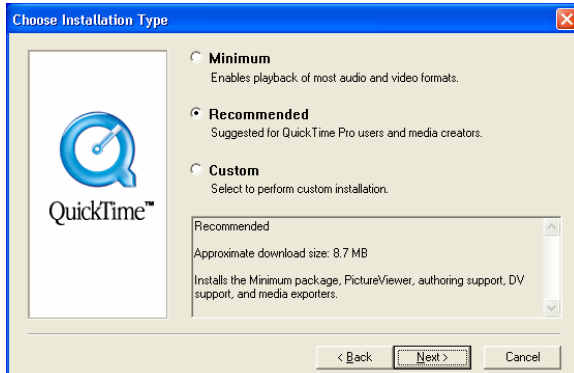 Choose Installation Type
Minimum
Enables playback of most audio and video formats.
Recommended
Suggested for QuickTime Pro users and media creators.
Custom
Select to perform custom installation.
QuickTime™
Recommended
Approximate download size: 8.7 MB
Installs the Minimum package, PictureViewer, authoring support, DV
support, and media exporters.
< Back
Next >
Cancel